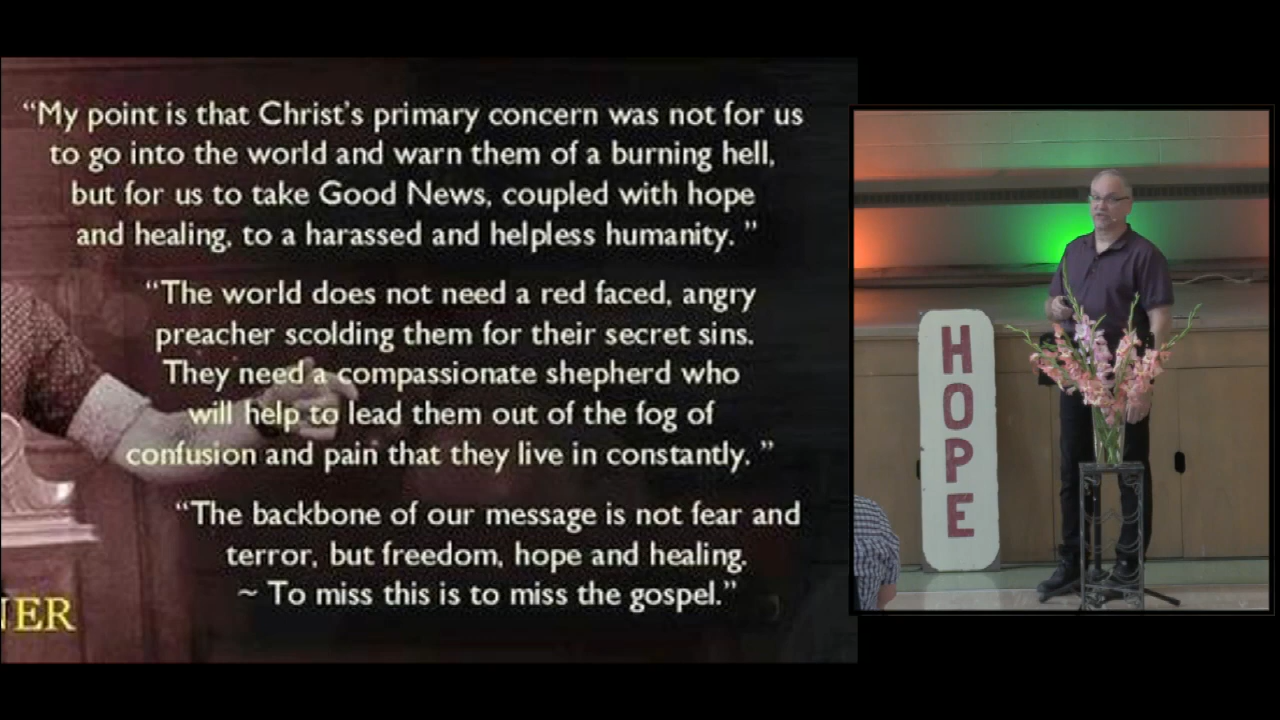 “My point is that Christ’s primary concern was not for us
to go into the world and warn them of a burning hell,
but for us to take Good News, coupled with hope
and healing, to a harassed and helpless humanity. ”
“The world does not need a red faced, angry
preacher scolding them for their secret sins.
They need a compassionate shepherd who
will help to lead them out of the fog of
confusion and pain that they live in constantly. ”
“The backbone of our message is not fear and
terror, but freedom, hope and healing.
~ To miss this is to miss the gospel.”
NER
HOPE